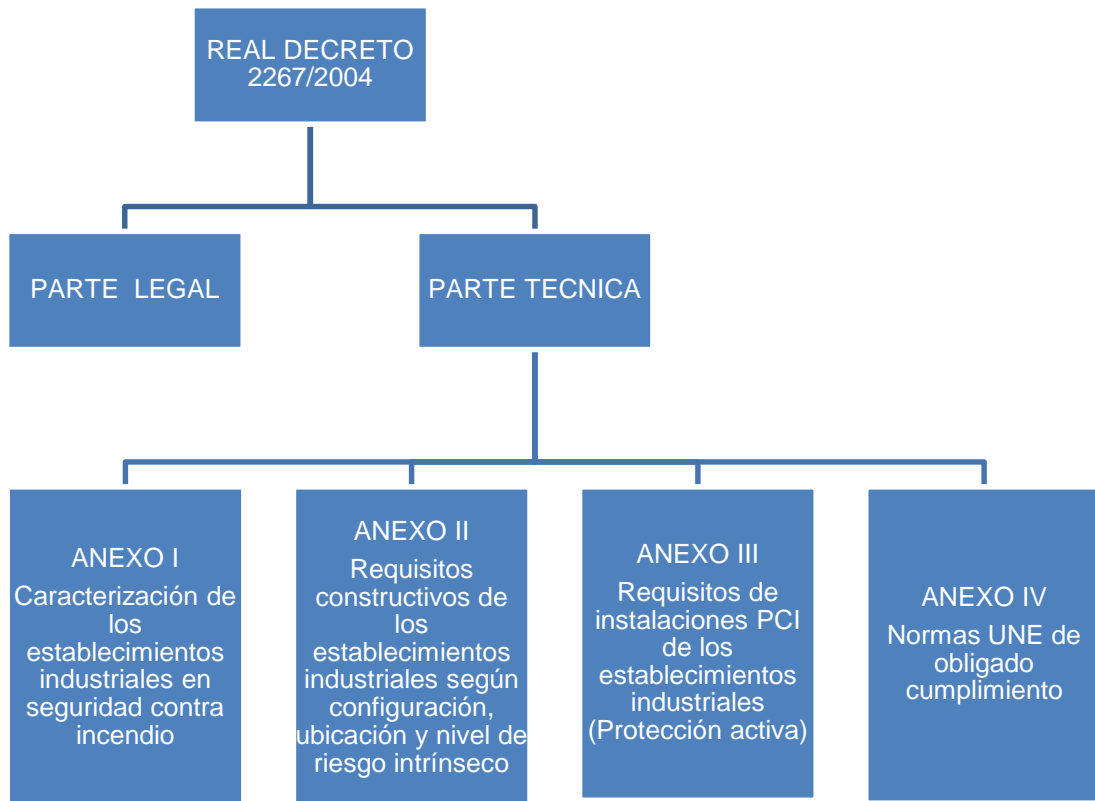 REAL DECRETO
2267/2004
PARTE LEGAL
PARTE TECNICA
ANEXO I
Caracterización de
los
establecimientos
industriales en
seguridad contra
incendio
ANEXO II
Requisitos
constructivos de
los
establecimientos
industriales según
configuración,
ubicación y nivel de
riesgo intrínseco
ANEXO III
Requisitos de
instalaciones PCI
de los
establecimientos
industriales
(Protección activa)
ANEXO IV
Normas UNE de
obligado
cumplimiento